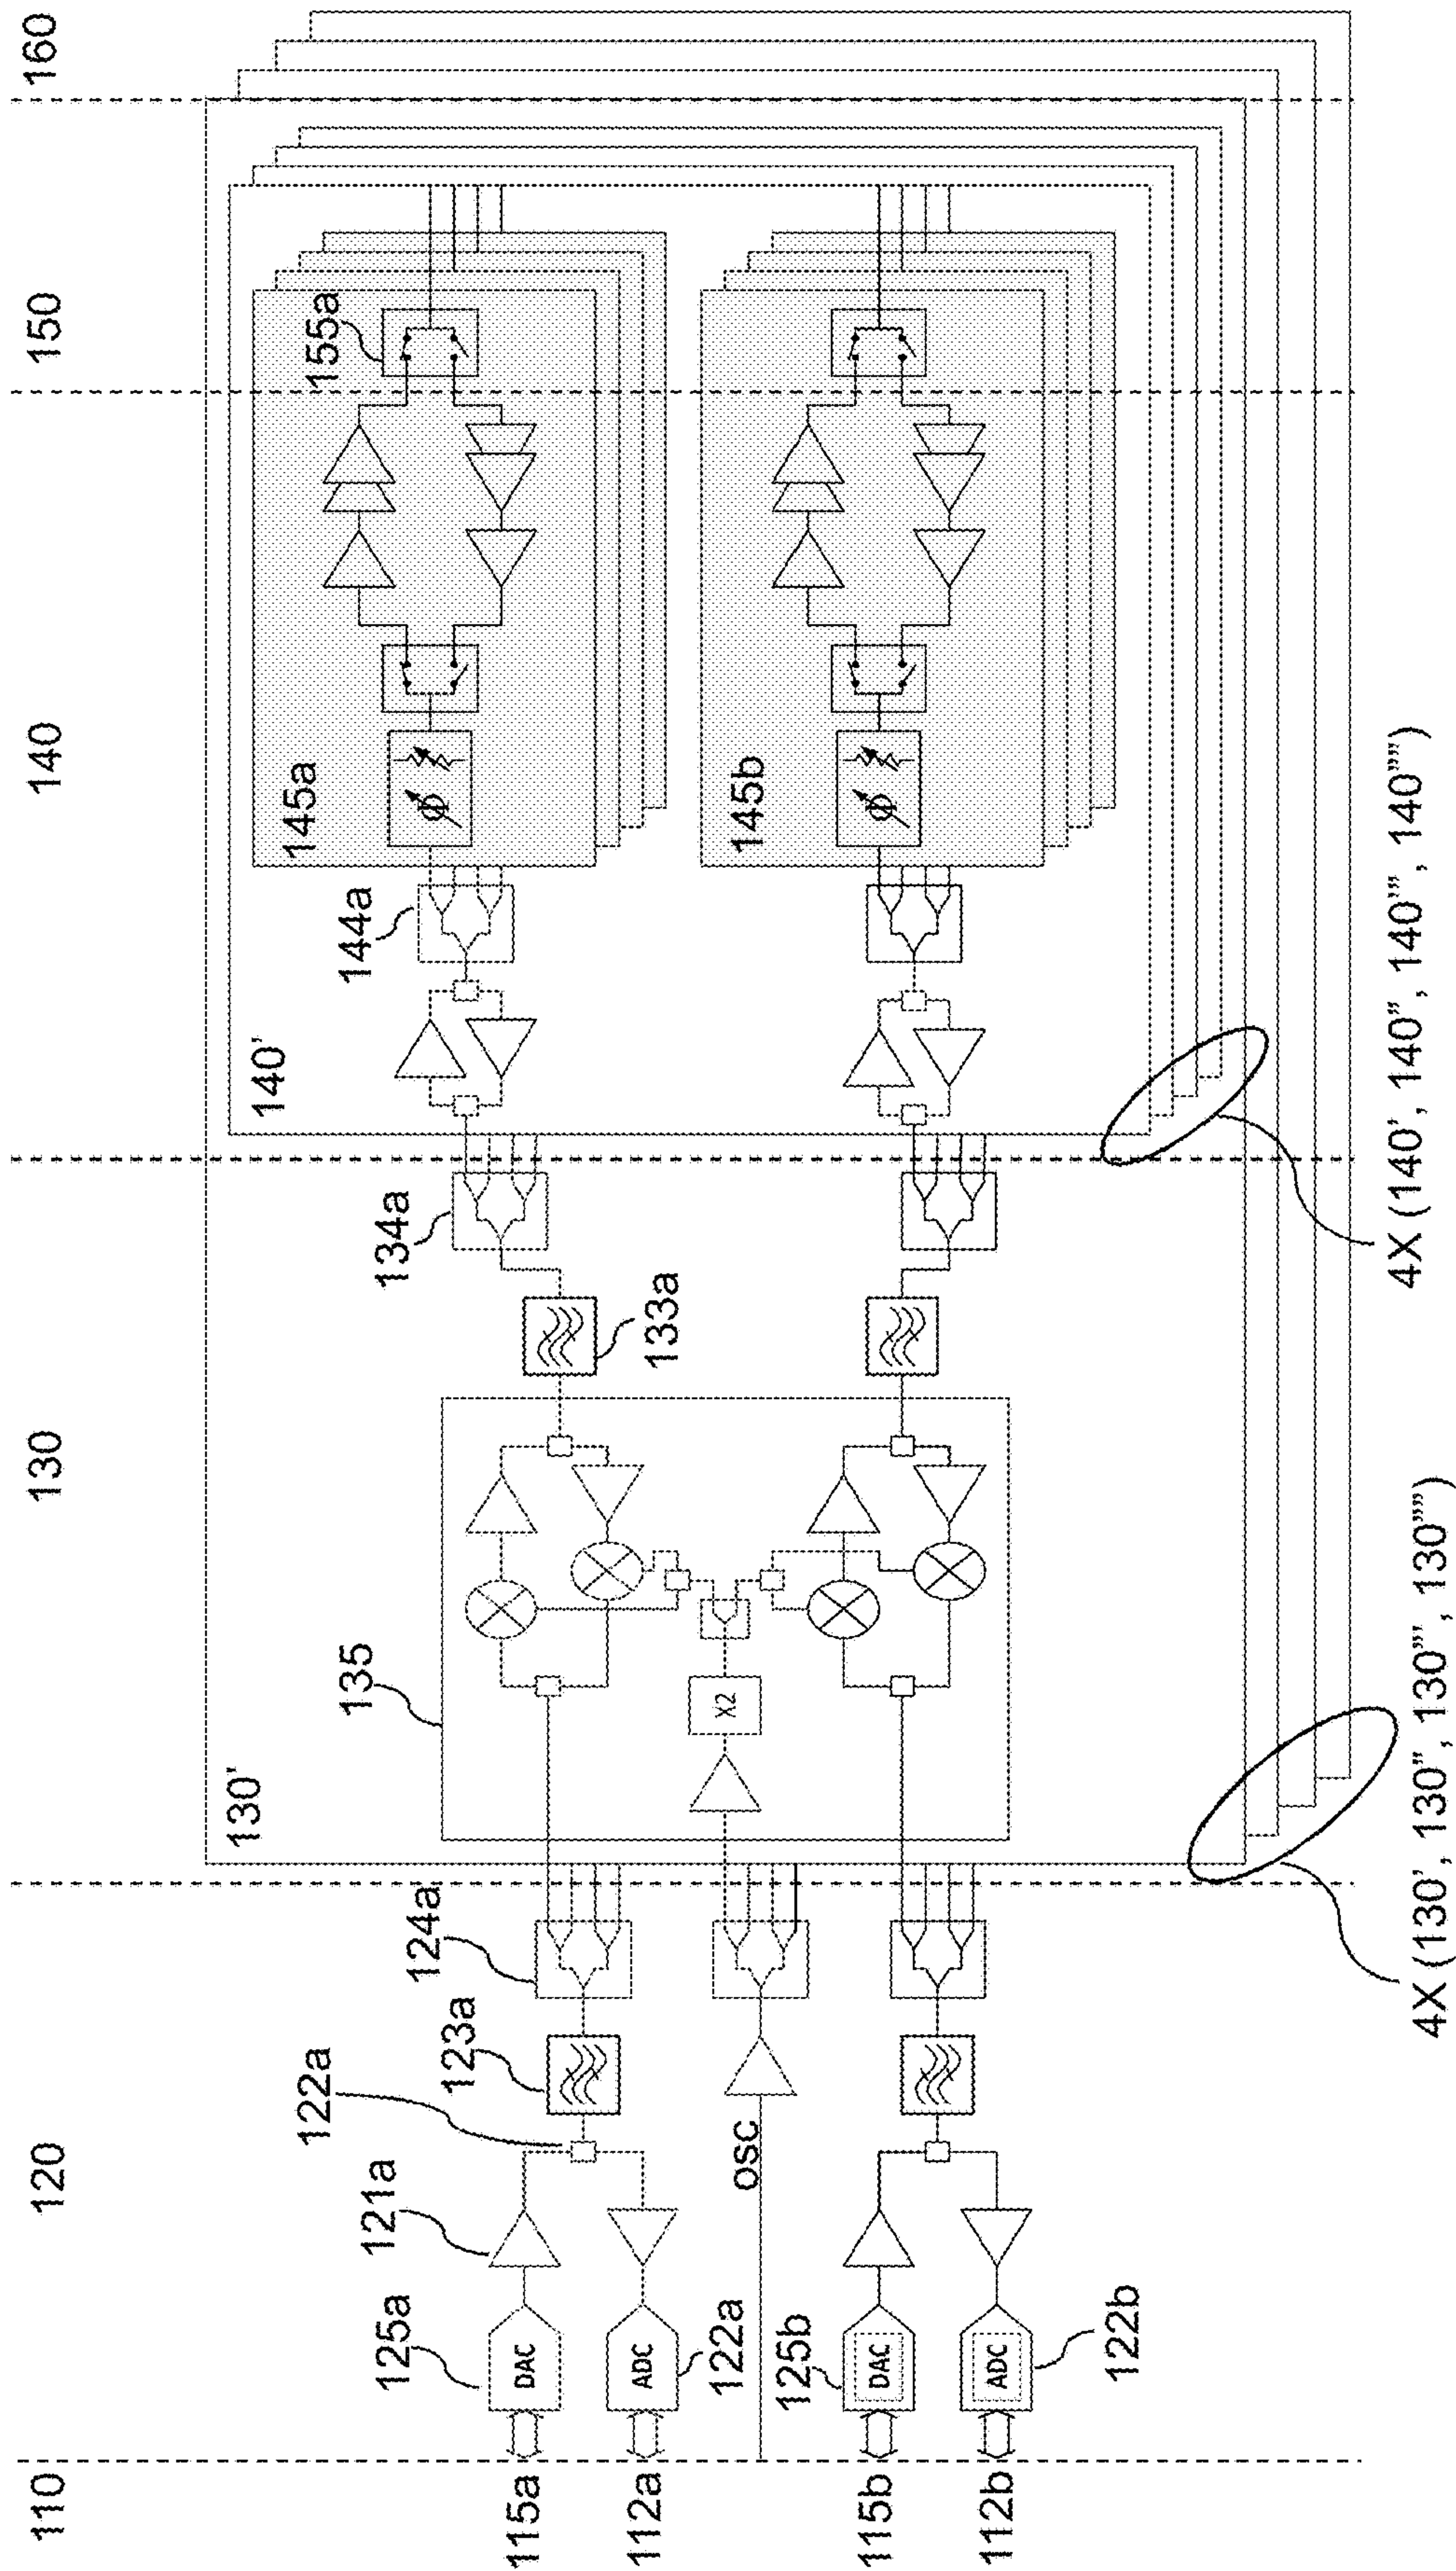 110
120
130
140
150
160
115a
112a
115b
112b
125a
DAC
ADC
122a
125b
DAC
ADC
122b
121a
122a
123a
124a
osc
130'
135
X2
133a
134a
140'
144a
145a
Φ
155a
145b
Φ
4X (130', 130", 130"', 130"")
4X (140', 140", 140"', 140"")